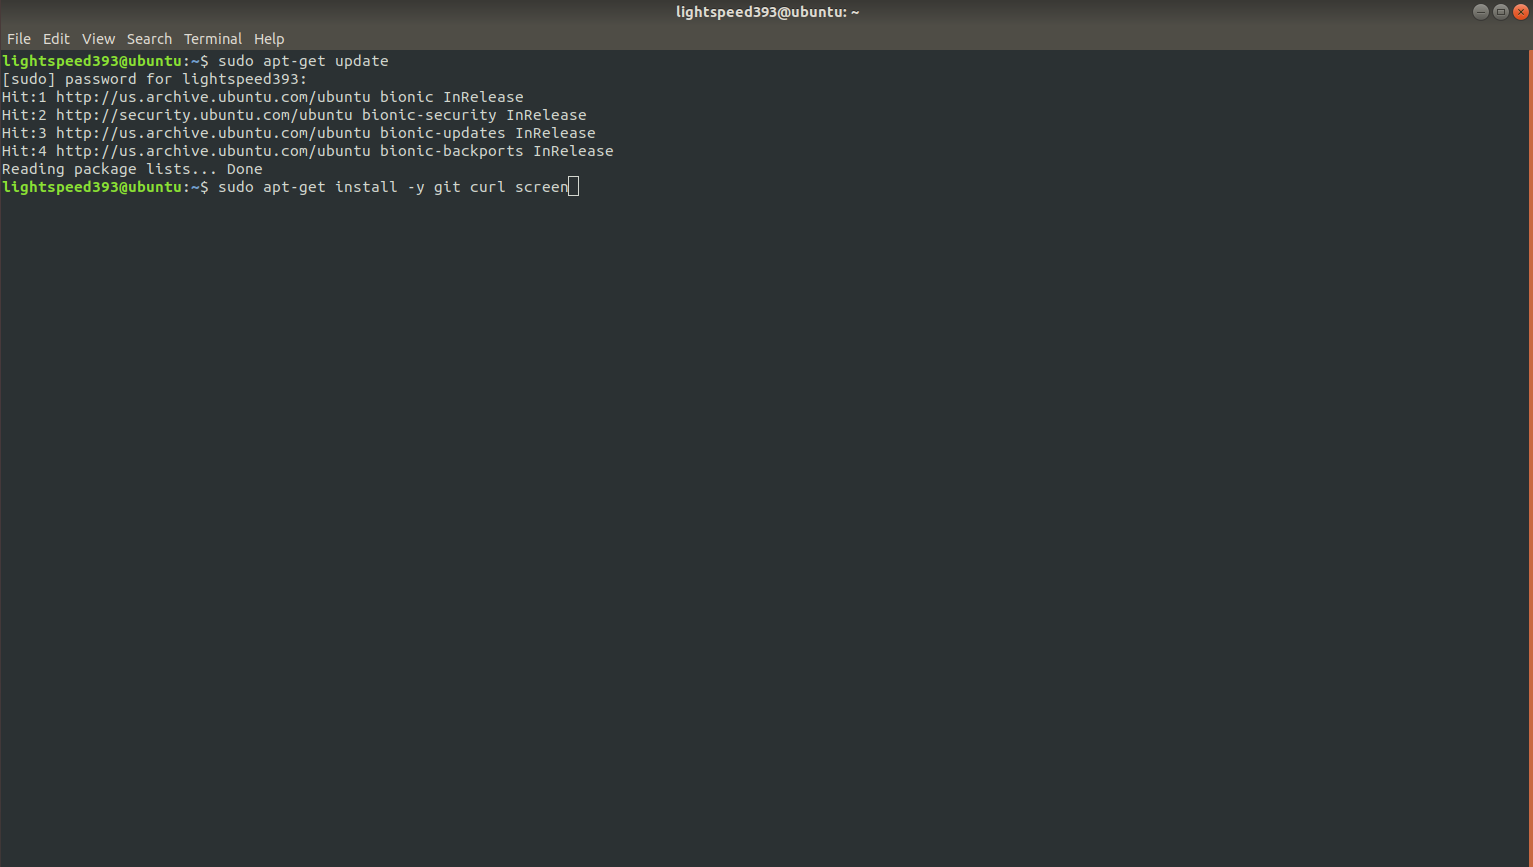 lightspeed393@ubuntu: ~
File Edit View Search Terminal Help
lightspeed393@ubuntu:~$ sudo apt-get update
[sudo] password for lightspeed393:
Hit:1 http://us.archive.ubuntu.com/ubuntu bionic InRelease
Hit:2 http://security.ubuntu.com/ubuntu bionic-security InRelease
Hit:3 http://us.archive.ubuntu.com/ubuntu bionic-updates InRelease
Hit:4 http://us.archive.ubuntu.com/ubuntu bionic-backports InRelease
Reading package lists... Done
lightspeed393@ubuntu:~$ sudo apt-get install -y git curl screen